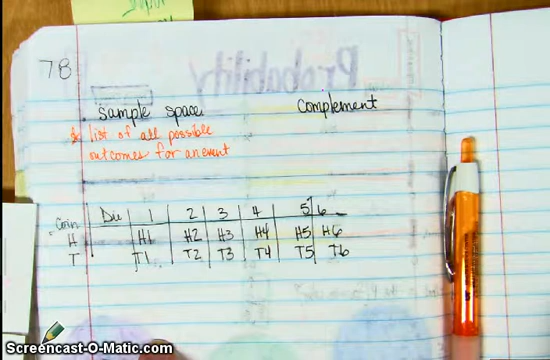 78
Sample space
Complement
* list of all possible
outcomes for an event
Die 1 2 3 4 5 6
Coin
H H1 H2 H3 H4 H5 H6
T T1 T2 T3 T4 T5 T6
Probability
Screencast-O-Matic.com